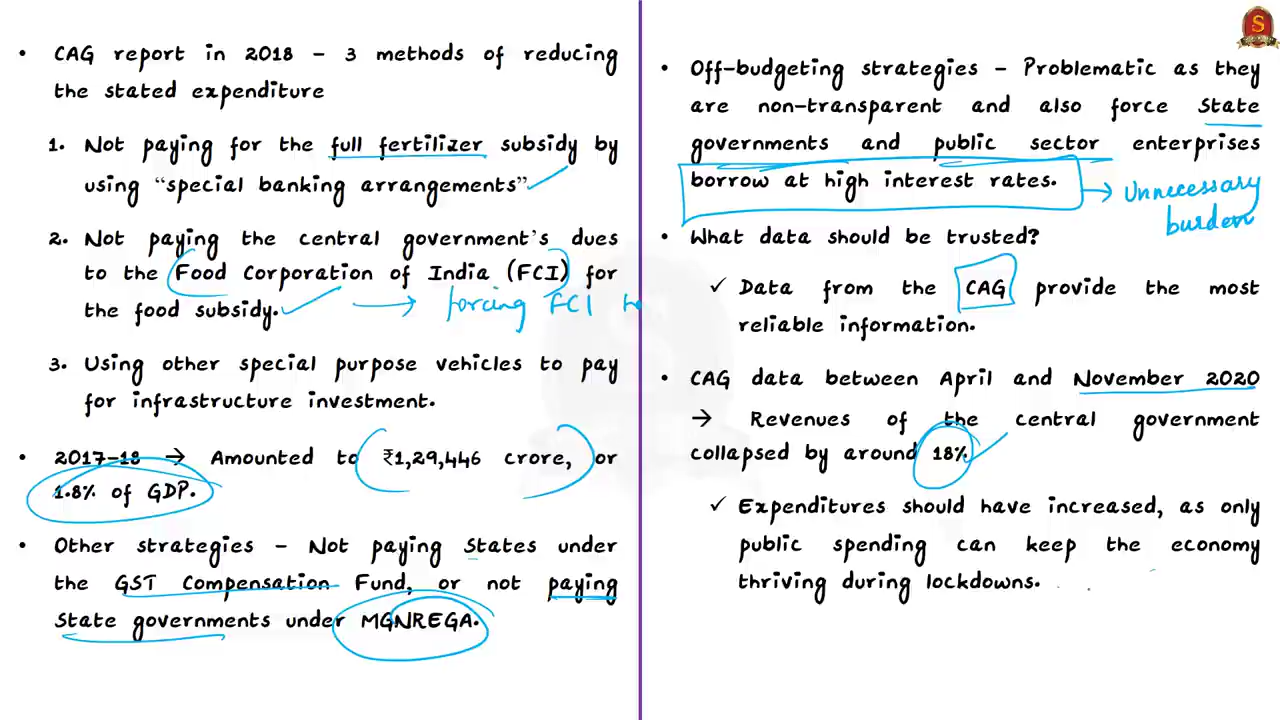 • CAG report in 2018 – 3 methods of reducing
the stated expenditure
1. Not paying for the full fertilizer subsidy by
using "special banking arrangements"
2. Not paying the central government's dues
to the Food Corporation of India (FCI) for
the food subsidy.
→ forcing FCI
3. Using other special purpose vehicles to pay
for infrastructure investment.
• 2017-18 → Amounted to ₹1,29,446 crore, or
1.8% of GDP.
• Other strategies – Not paying States under
the GST Compensation Fund, or not paying
State governments under MGNREGA.
• Off-budgeting strategies – Problematic as they
are non-transparent and also force State
governments and public sector enterprises
borrow at high interest rates.
→ Unnecessary
burden
• What data should be trusted?
✓ Data from the CAG provide the most
reliable information.
• CAG data between April and November 2020
→ Revenues of the central government
collapsed by around 18%.
✓ Expenditures should have increased, as only
public spending can keep the economy
thriving during lockdowns.
S